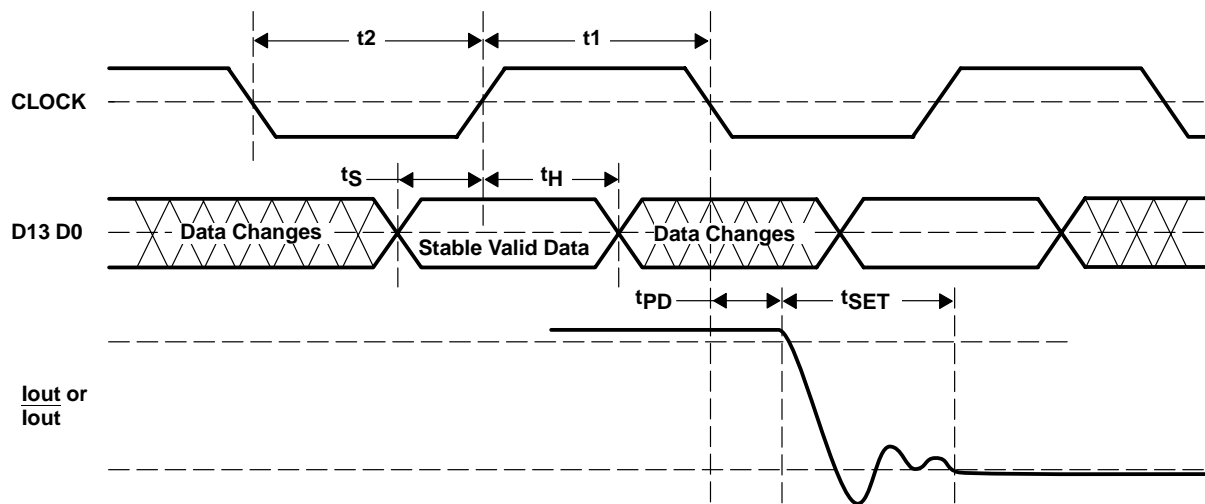 t2
t1
CLOCK
tS
tH
D13 D0
Data Changes
Stable Valid Data
Data Changes
tPD
tSET
Iout or
Iout